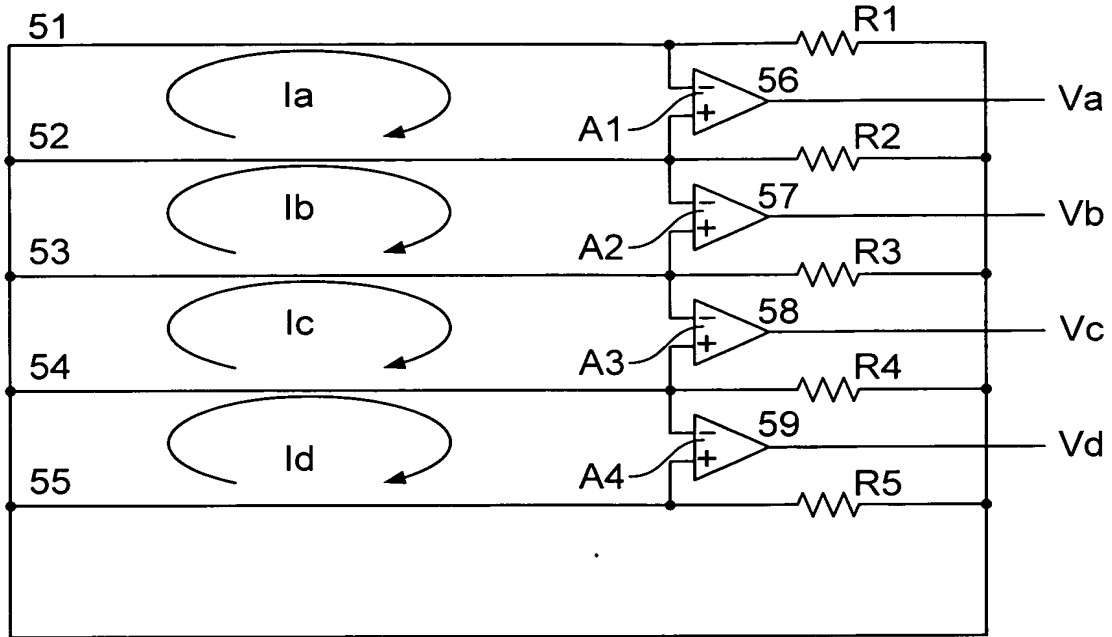 51
R1
Ia
−
+
56
Va
A1
52
R2
Ib
−
+
57
Vb
A2
53
R3
Ic
−
+
58
Vc
A3
54
R4
Id
−
+
59
Vd
A4
55
R5